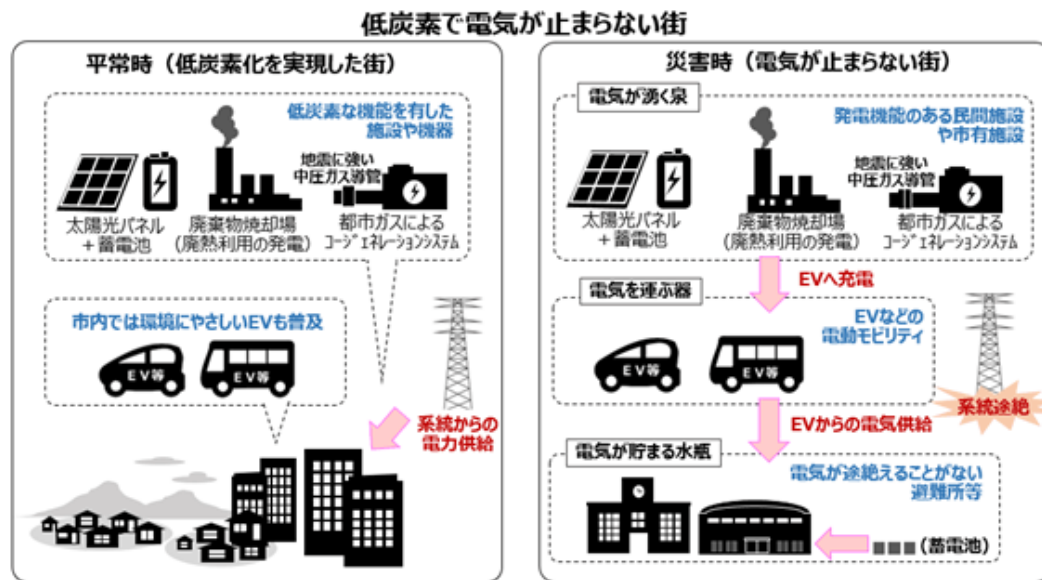 低炭素で電気が止まらない街
平常時（低炭素化を実現した街）
低炭素な機能を有した
施設や機器
地震に強い
中圧ガス導管
太陽光パネル
＋蓄電池
廃棄物焼却場
(廃熱利用の発電)
都市ガスによる
コージェネレーションシステム
市内では環境にやさしいEVも普及
EV等
EV等
系統からの
電力供給
災害時（電気が止まらない街）
電気が湧く泉
発電機能のある民間施設
や市有施設
地震に強い
中圧ガス導管
太陽光パネル
＋蓄電池
廃棄物焼却場
(廃熱利用の発電)
都市ガスによる
コージェネレーションシステム
EVへ充電
電気を運ぶ器
EVなどの
電動モビリティ
EV等
EV等
系統途絶
EVからの電気供給
電気が貯まる水瓶
電気が途絶えることがない
避難所等
(蓄電池)